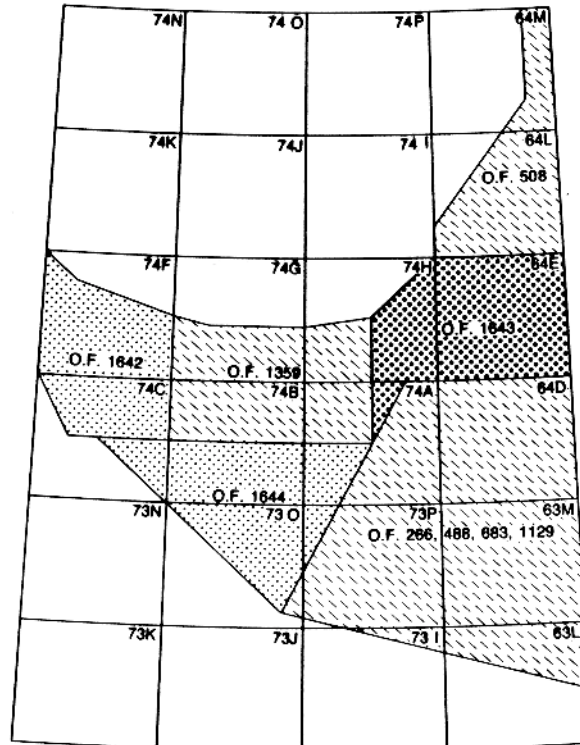 74N 74 O 74P 64M
74K 74J 74 I 64L
O.F. 508
74F 74G 74H 64E
O.F. 1643
O.F. 1642 O.F. 1359
74C 74B 74A 64D
O.F. 1644
73N 73 O 73P 63M
O.F. 266, 488, 683, 1129
73K 73J 73 I 63L